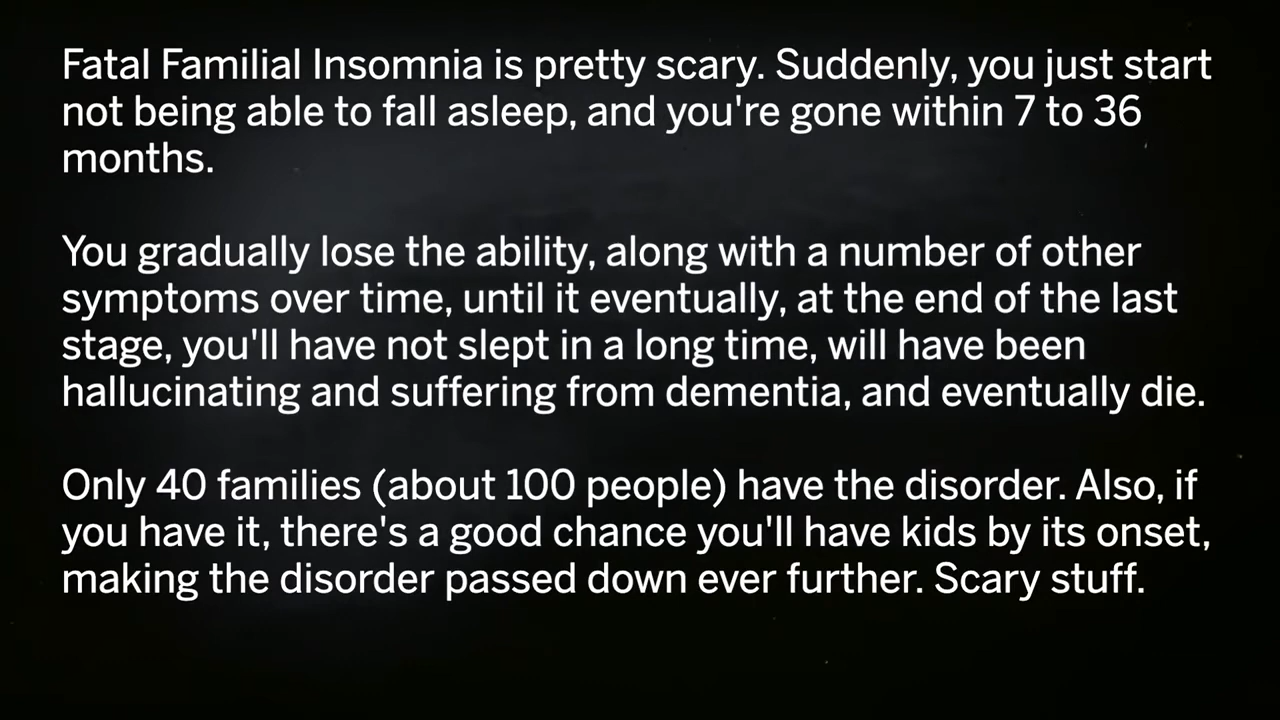 Fatal Familial Insomnia is pretty scary. Suddenly, you just start
not being able to fall asleep, and you're gone within 7 to 36
months.
You gradually lose the ability, along with a number of other
symptoms over time, until it eventually, at the end of the last
stage, you'll have not slept in a long time, will have been
hallucinating and suffering from dementia, and eventually die.
Only 40 families (about 100 people) have the disorder. Also, if
you have it, there's a good chance you'll have kids by its onset,
making the disorder passed down ever further. Scary stuff.